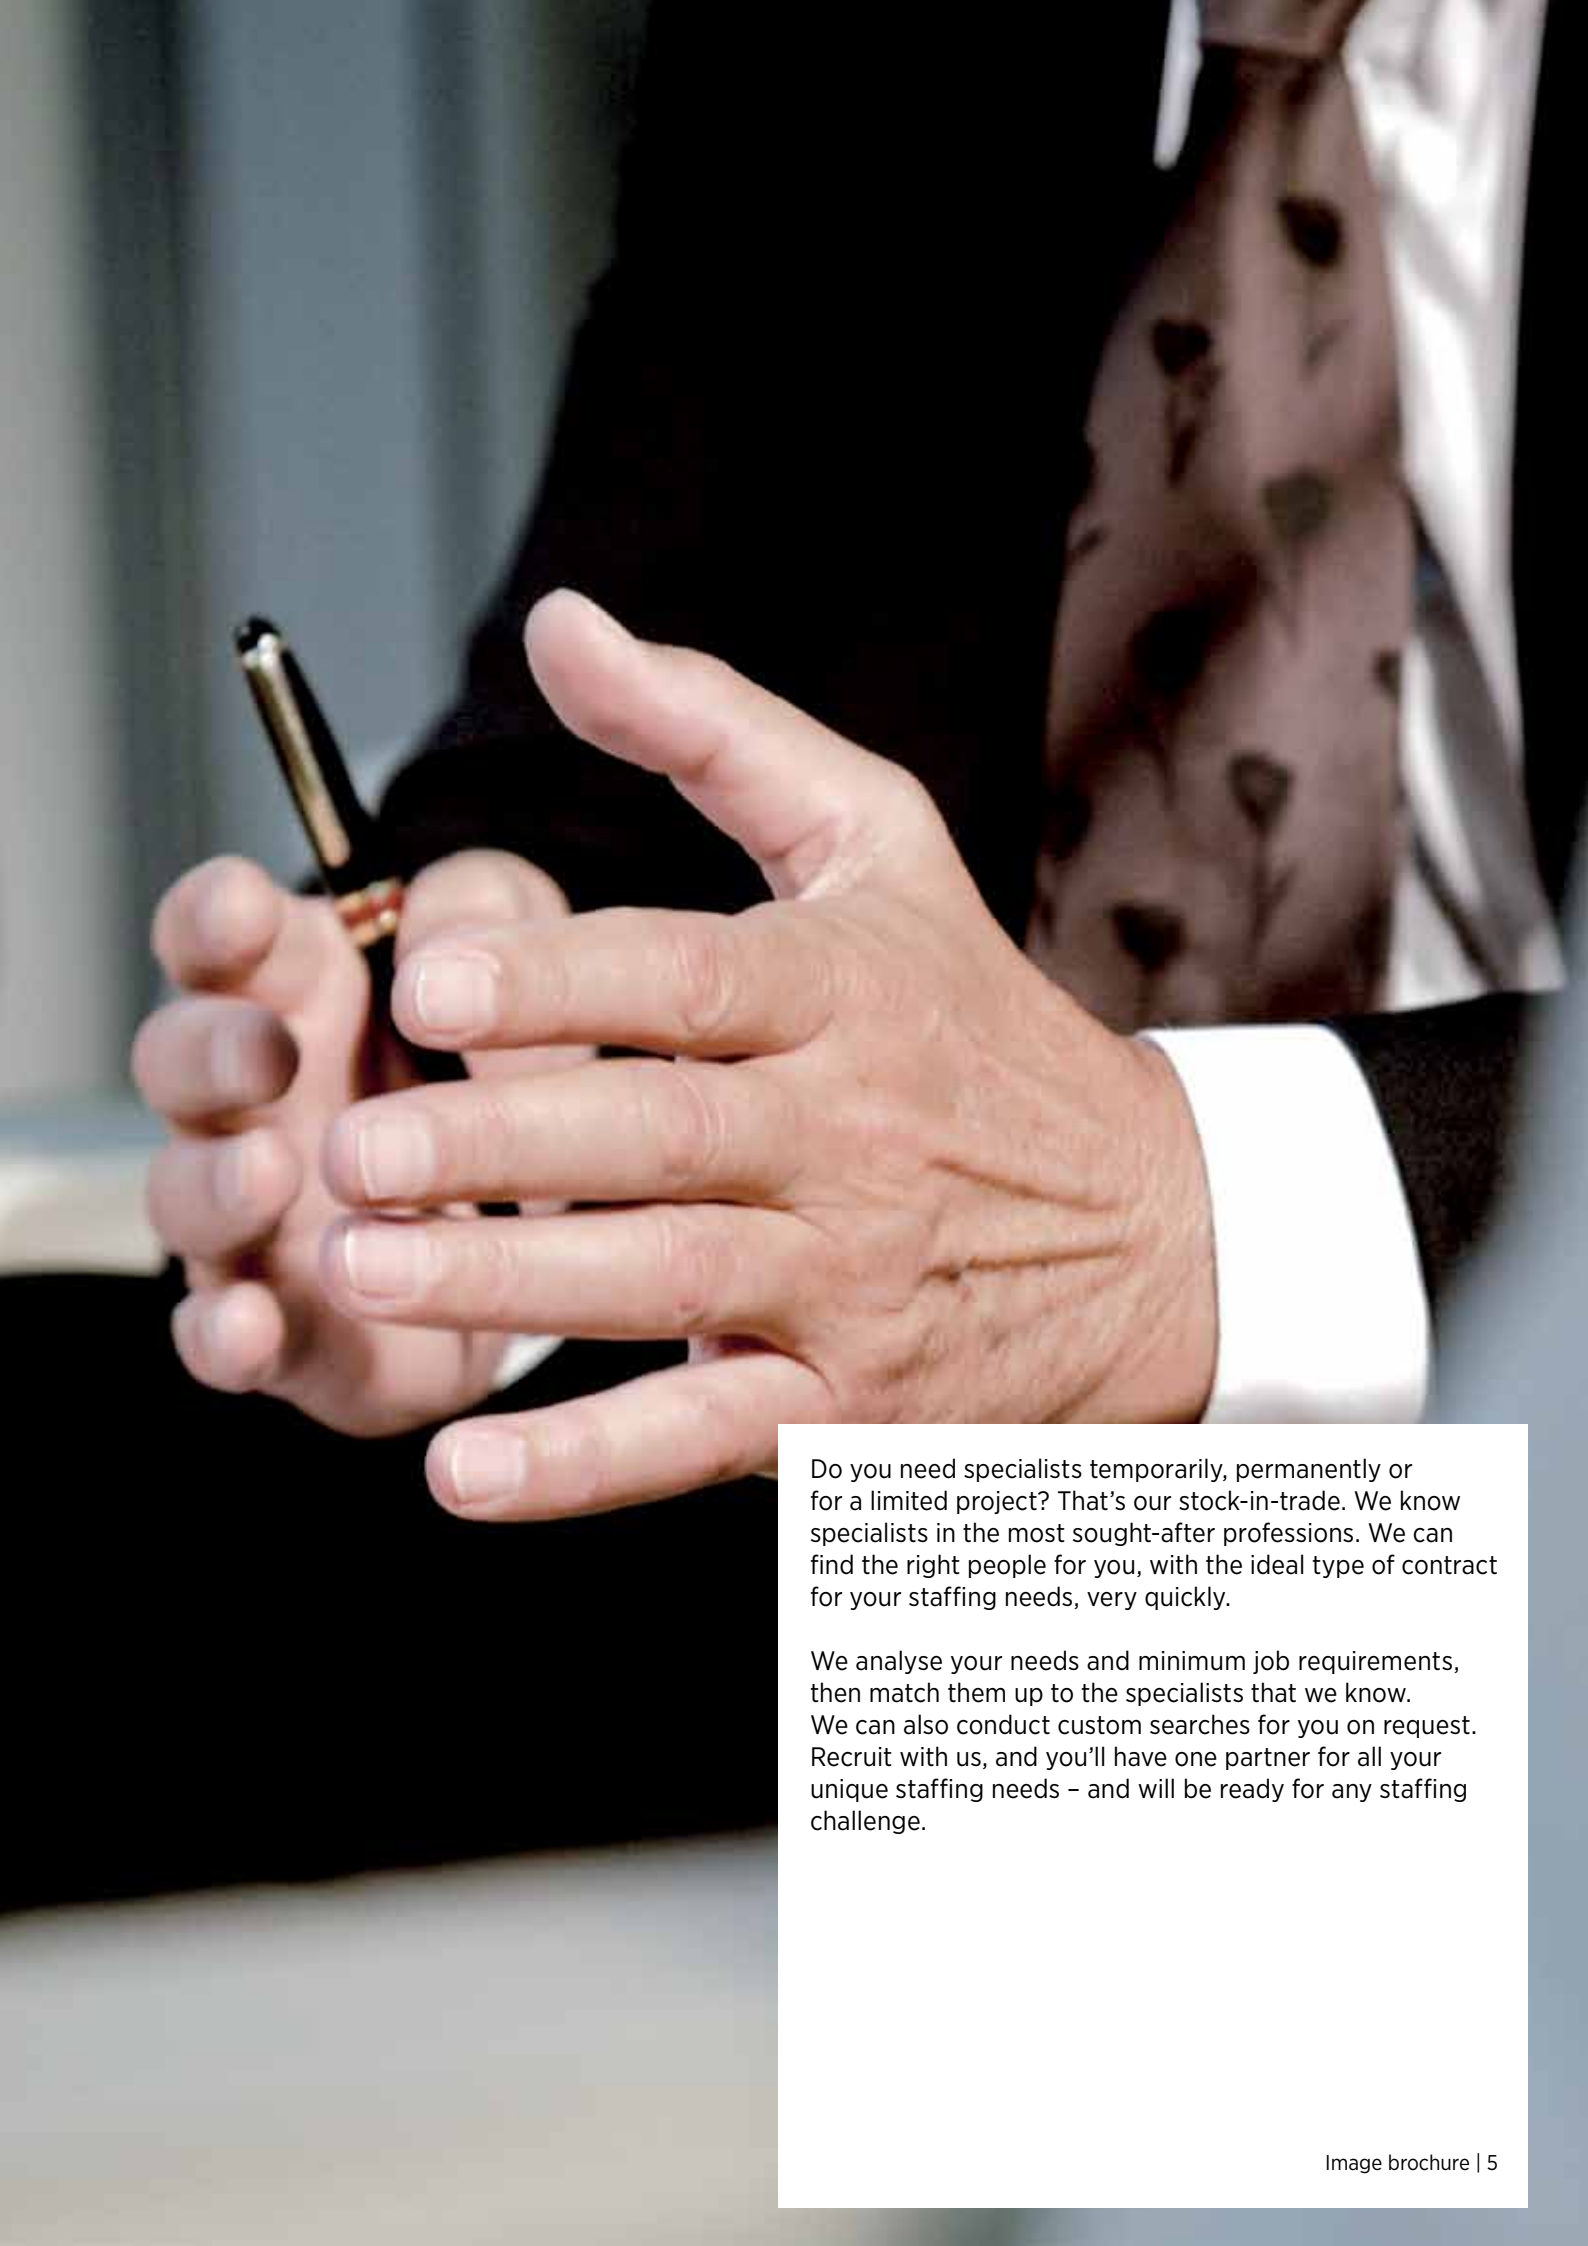 Do you need specialists temporarily, permanently or
for a limited project? That’s our stock-in-trade. We know
specialists in the most sought-after professions. We can
find the right people for you, with the ideal type of contract
for your staffing needs, very quickly.
We analyse your needs and minimum job requirements,
then match them up to the specialists that we know.
We can also conduct custom searches for you on request.
Recruit with us, and you’ll have one partner for all your
unique staffing needs – and will be ready for any staffing
challenge.
Image brochure | 5